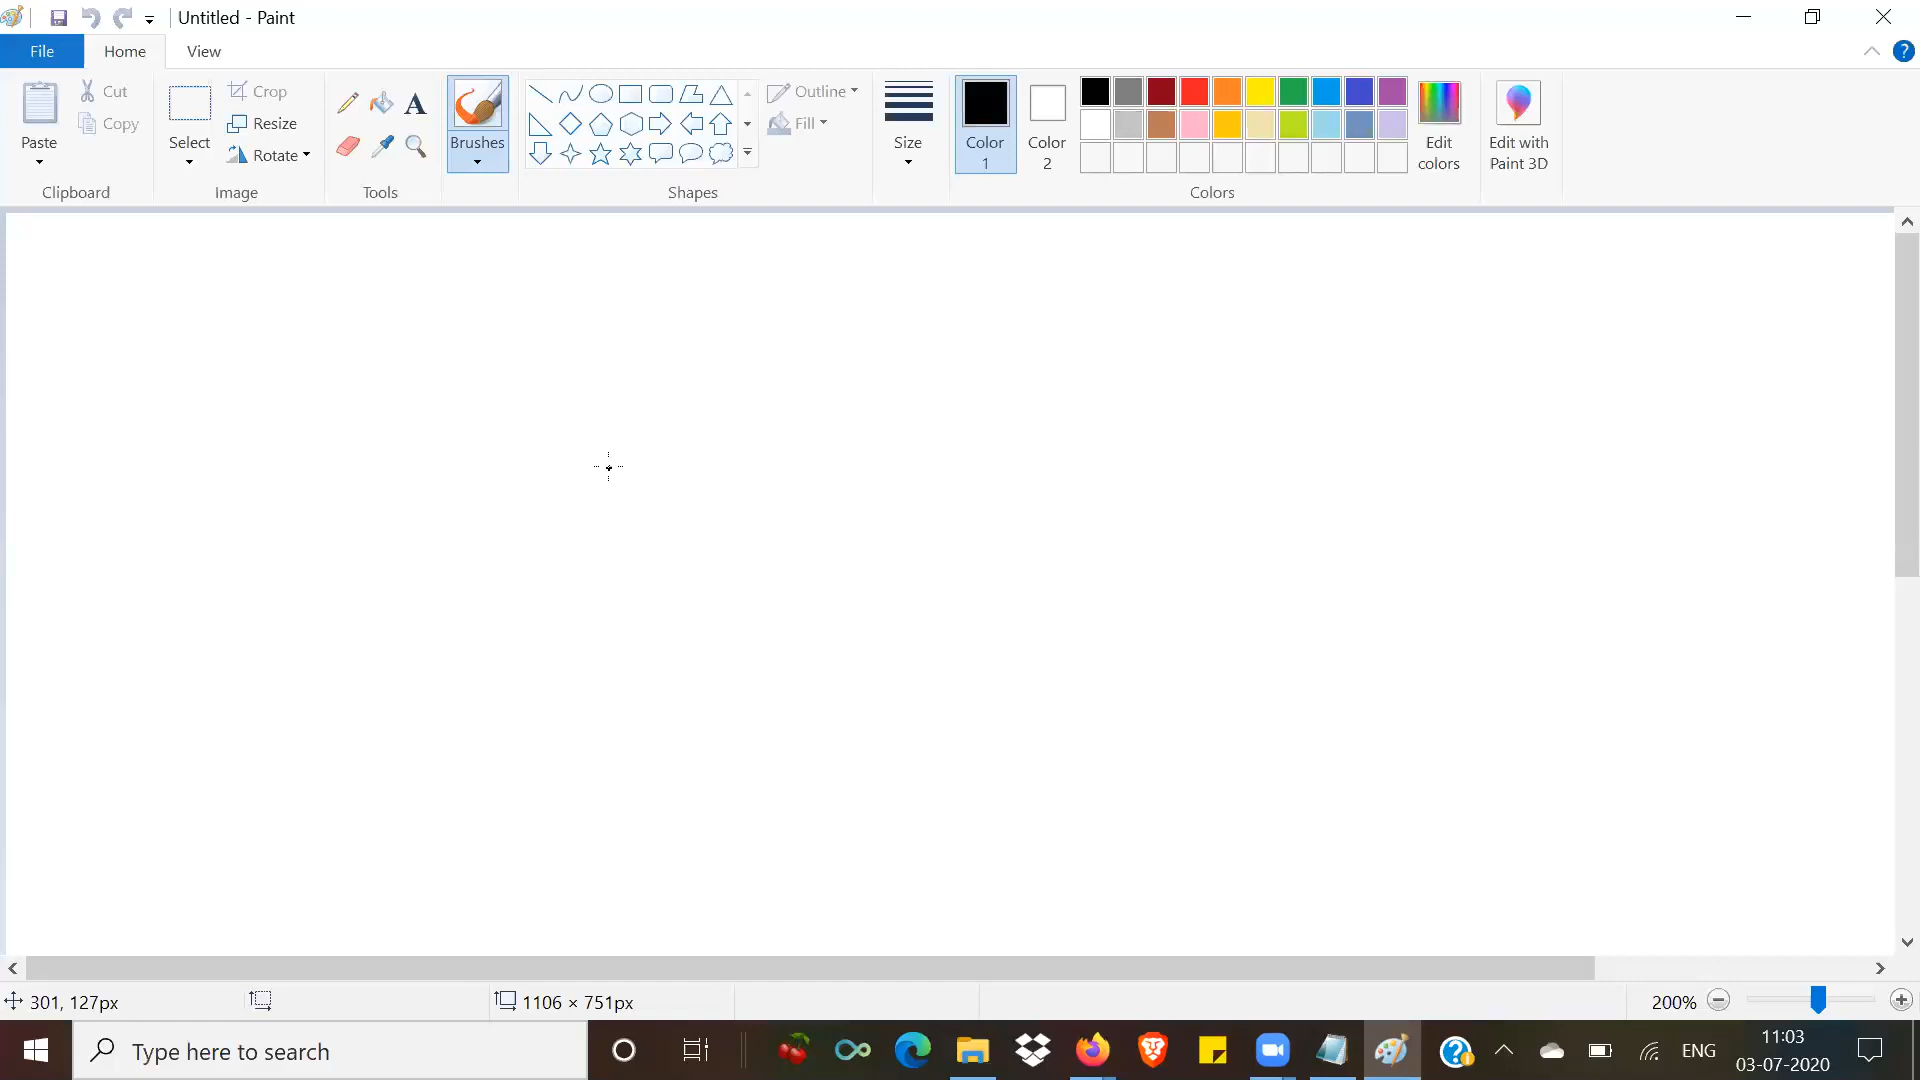 Untitled - Paint
File Home View
Paste Cut Copy Clipboard
Select Crop Resize Rotate Image
A Tools
Brushes
Shapes
Outline Fill
Size
Color 1
Color 2
Colors
Edit colors
Edit with Paint 3D
?
301, 127px 1106 × 751px 200%
Type here to search
ENG
11:03
03-07-2020